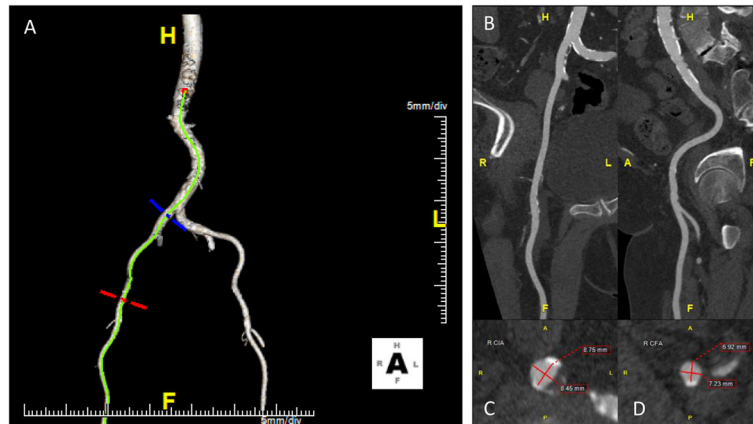 A
H
5mm/div
L
F
5mm/div
H
R A L
F
B
H
H
R
L
A
F
F
R CIA
A
8.75 mm
R
L
8.45 mm
P
C
R CFA
A
6.92 mm
R
7.23 mm
P
D